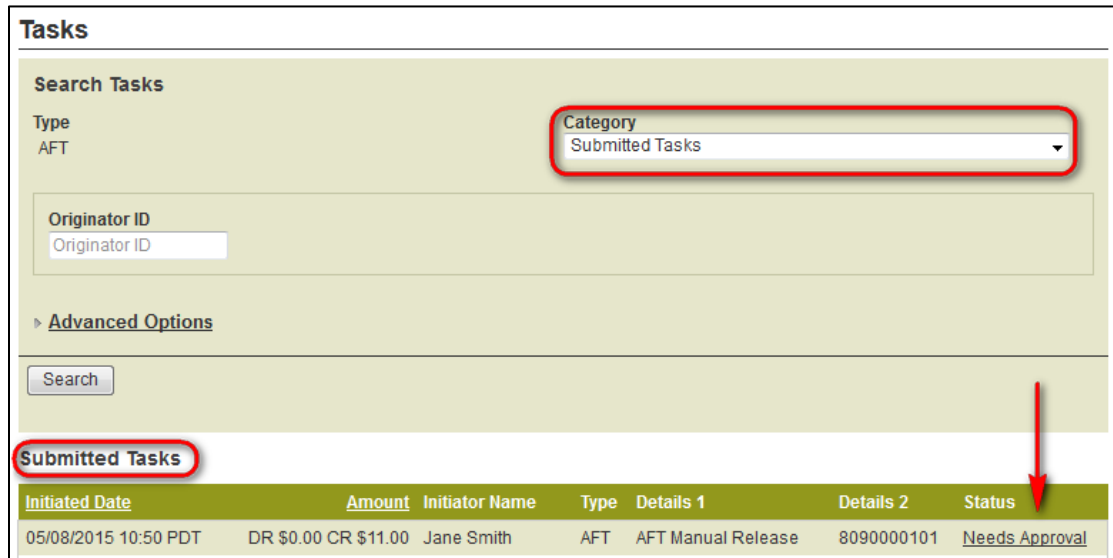 Tasks
Search Tasks
Type
Category
AFT
Submitted Tasks
Originator ID
Originator ID
Advanced Options
Search
Submitted Tasks
Initiated Date Amount Initiator Name Type Details 1 Details 2 Status
05/08/2015 10:50 PDT DR $0.00 CR $11.00 Jane Smith AFT AFT Manual Release 8090000101 Needs Approval